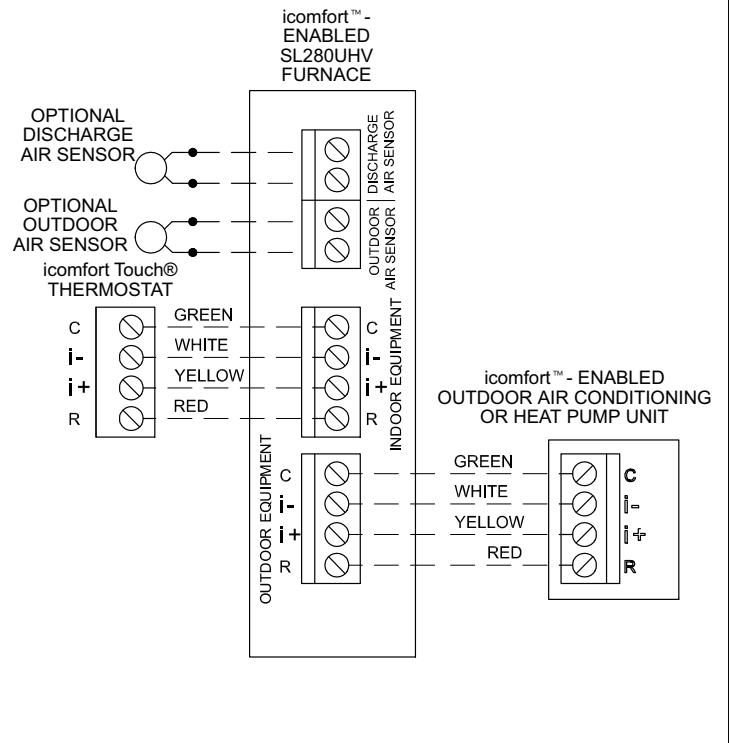 icomfort™-
ENABLED
SL280UHV
FURNACE
OPTIONAL
DISCHARGE
AIR SENSOR
DISCHARGE
AIR SENSOR
OPTIONAL
OUTDOOR
AIR SENSOR
OUTDOOR
AIR SENSOR
icomfort Touch®
THERMOSTAT
C
i-
i+
R
GREEN
WHITE
YELLOW
RED
C
i-
i+
R
INDOOR EQUIPMENT
icomfort™- ENABLED
OUTDOOR AIR CONDITIONING
OR HEAT PUMP UNIT
OUTDOOR EQUIPMENT
C
i-
i+
R
GREEN
WHITE
YELLOW
RED
C
i-
i+
R